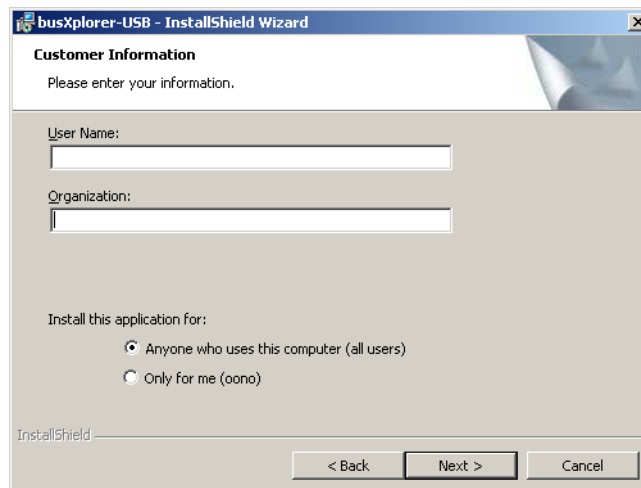 busXplorer-USB - InstallShield Wizard
Customer Information
Please enter your information.
User Name:
Organization:
Install this application for:
Anyone who uses this computer (all users)
Only for me (oono)
InstallShield
< Back Next > Cancel